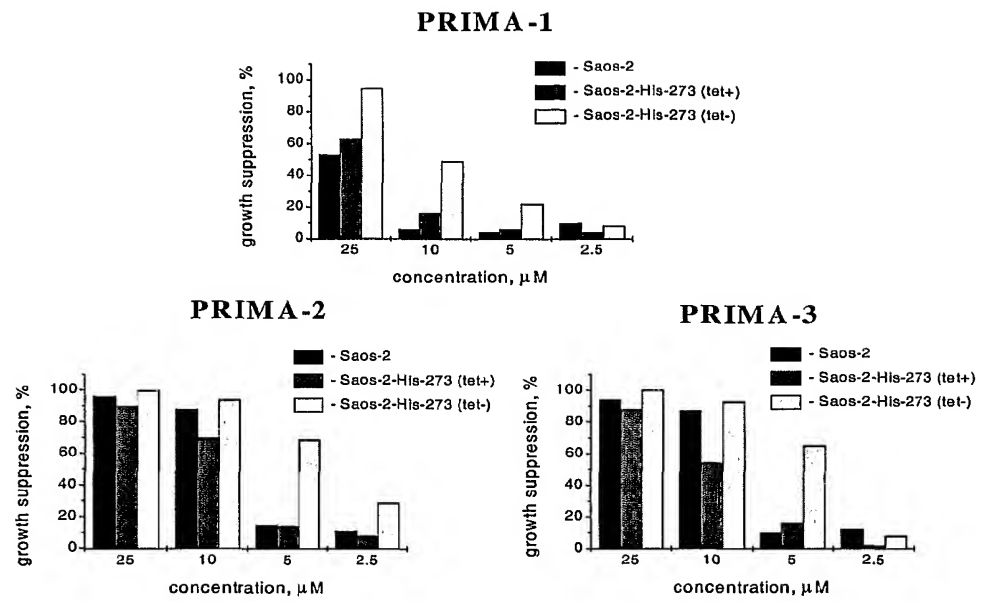 PRIMA-1
growth suppression, %
100
80
60
40
20
0
- Saos-2
- Saos-2-His-273 (tet+)
- Saos-2-His-273 (tet-)
25 10 5 2.5
concentration, μM
PRIMA-2
growth suppression, %
100
80
60
40
20
0
- Saos-2
- Saos-2-His-273 (tet+)
- Saos-2-His-273 (tet-)
25 10 5 2.5
concentration, μM
PRIMA-3
growth suppression, %
100
80
60
40
20
0
- Saos-2
- Saos-2-His-273 (tet+)
- Saos-2-His-273 (tet-)
25 10 5 2.5
concentration, μM